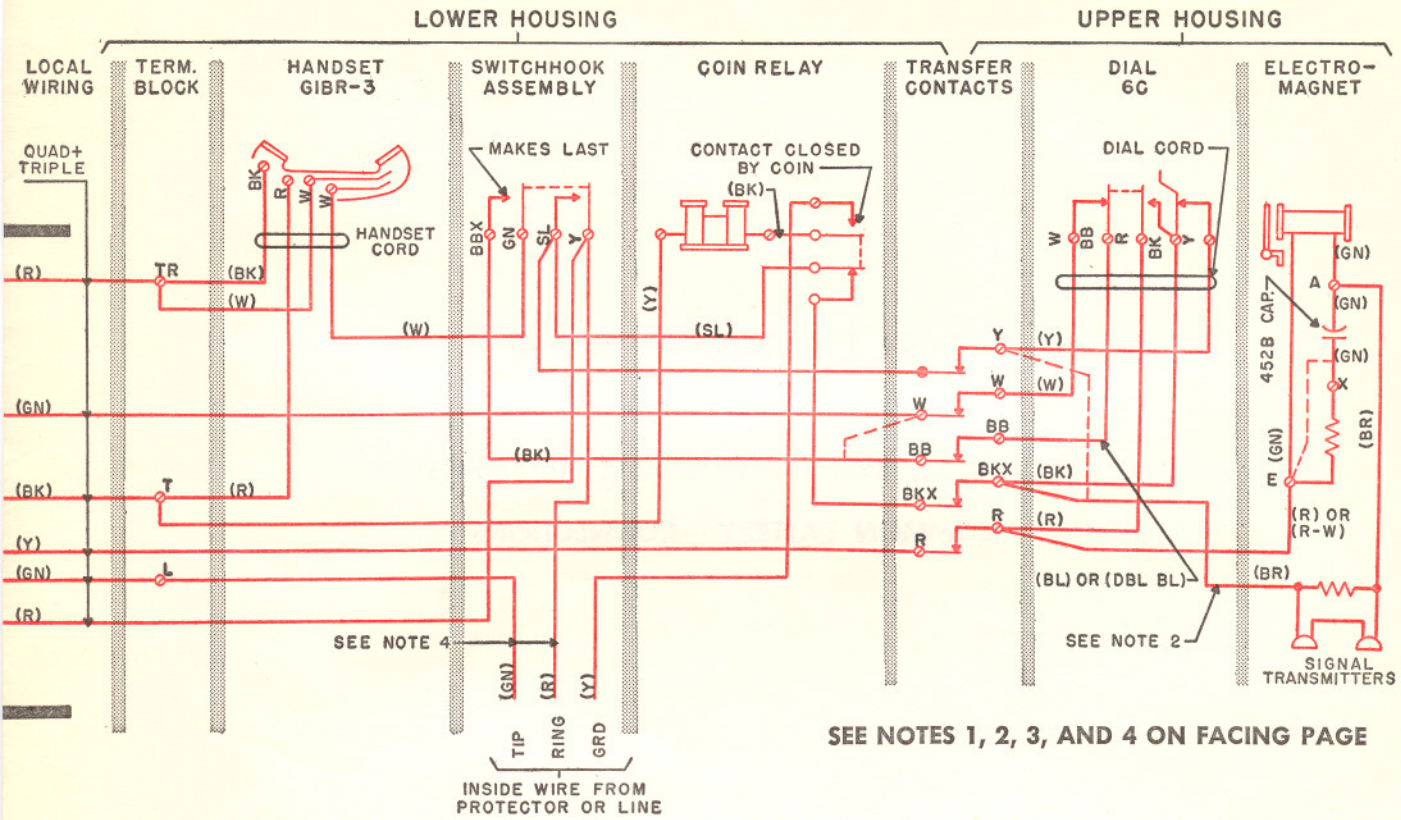 LOWER HOUSING
UPPER HOUSING
LOCAL WIRING
TERM. BLOCK
HANDSET GIBR-3
SWITCHHOOK ASSEMBLY
COIN RELAY
TRANSFER CONTACTS
DIAL 6C
ELECTRO-MAGNET
QUAD+ TRIPLE
MAKES LAST
CONTACT CLOSED BY COIN
(BK)
DIAL CORD
BK
R
W
W
HANDSET CORD
BBX
GN
SL
Y
W
BB
R
BK
Y
(GN)
A
(GN)
452B CAP.
(GN)
X
(R)
TR
(BK)
(W)
(W)
(Y)
(SL)
Y
(Y)
W
(W)
(GN)
W
BB
(BK)
BB
BKX
(BK)
BKX
(GN)
(BR)
E
(BK)
T
(R)
R
(R)
(R) OR (R-W)
(Y)
R
(GN)
L
(BL) OR (DBL BL)
(BR)
(R)
SEE NOTE 4
SEE NOTE 2
SIGNAL TRANSMITTERS
(GN)
(R)
(Y)
TIP
RING
GRD
SEE NOTES 1, 2, 3, AND 4 ON FACING PAGE
INSIDE WIRE FROM
PROTECTOR OR LINE